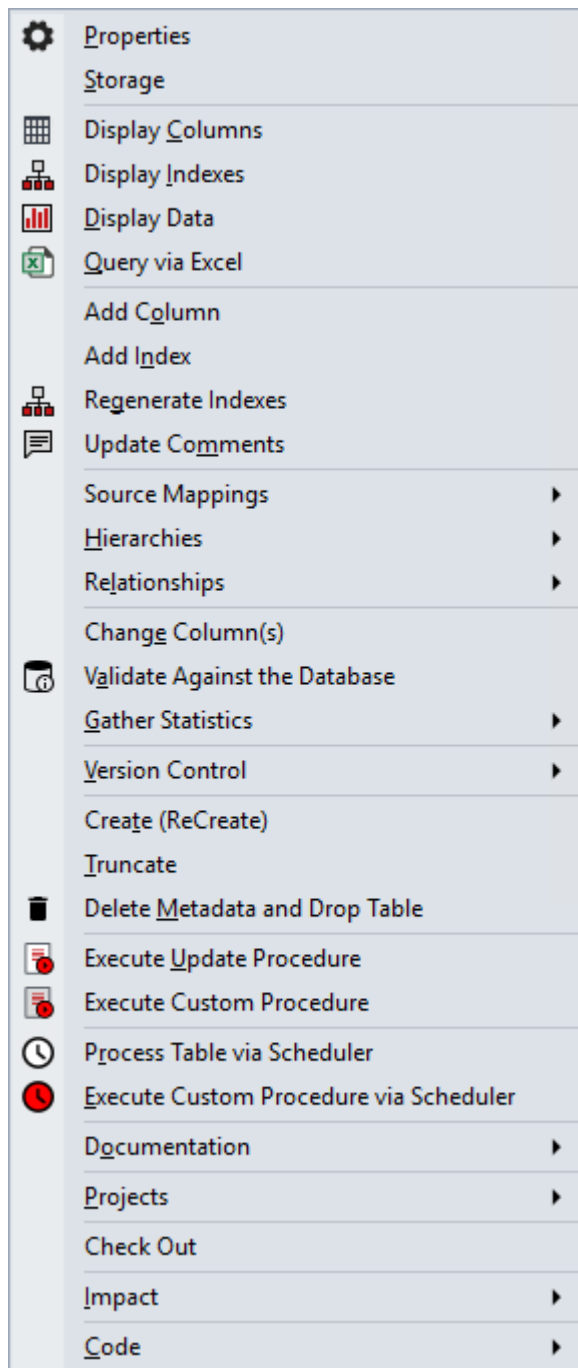 Properties
Storage
Display Columns
Display Indexes
Display Data
Query via Excel
Add Column
Add Index
Regenerate Indexes
Update Comments
Source Mappings
Hierarchies
Relationships
Change Column(s)
Validate Against the Database
Gather Statistics
Version Control
Create (ReCreate)
Truncate
Delete Metadata and Drop Table
Execute Update Procedure
Execute Custom Procedure
Process Table via Scheduler
Execute Custom Procedure via Scheduler
Documentation
Projects
Check Out
Impact
Code